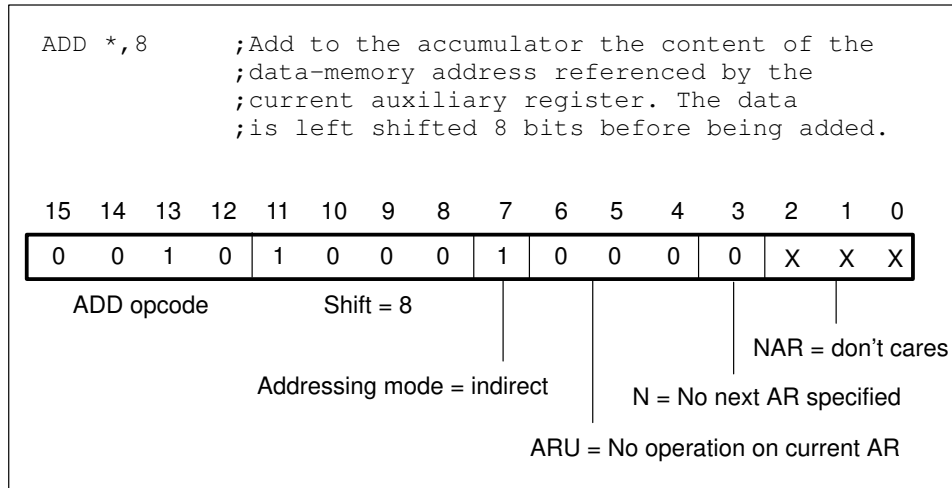 ADD *,8 ;Add to the accumulator the content of the
;data–memory address referenced by the
;current auxiliary register. The data
;is left shifted 8 bits before being added.
15 14 13 12 11 10 9 8 7 6 5 4 3 2 1 0
0 0 1 0 1 0 0 0 1 0 0 0 0 X X X
ADD opcode Shift = 8
NAR = don't cares
Addressing mode = indirect
N = No next AR specified
ARU = No operation on current AR